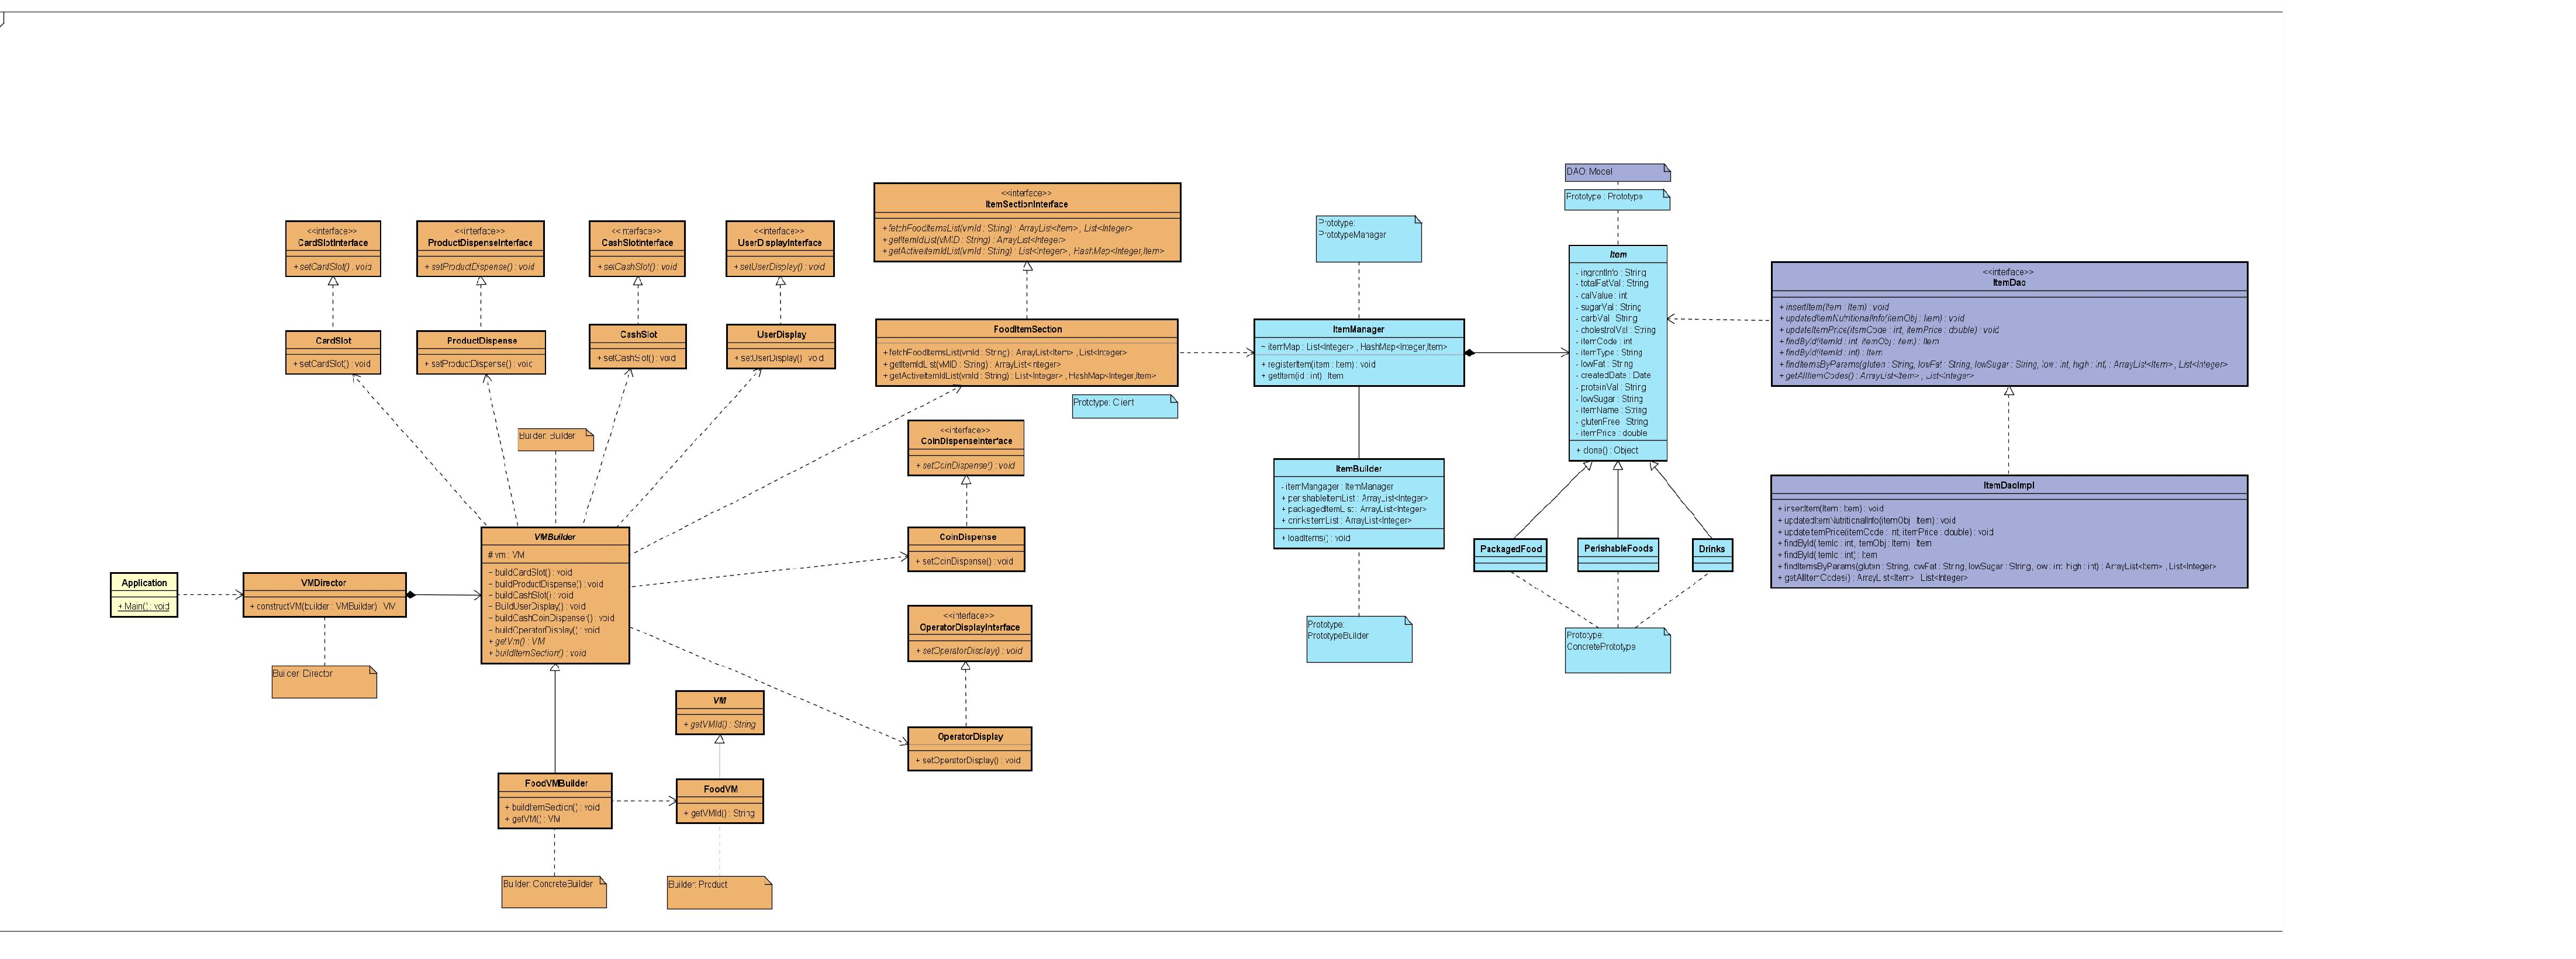 <<interface>>
CardSlotInterface
+ setCardSlot() : void
<<interface>>
ProductDispenseInterface
+ setProductDispense() : void
CashSlotInterface
+ setCashSlot() : void
<<interface>>
UserDisplayInterface
+ setUserDisplay() : void
<<interface>>
ItemSectionInterface
+ fetchFoodItemsList(vmId : String) : ArrayList<Item> , List<Integer>
+ getItemIdList(vMID : String) : ArrayList<Integer>
+ getActiveItemIdList(vmId : String) : List<Integer> , HashMap<Integer,Item>
CardSlot
+ setCardSlot() : void
ProductDispense
+ setProductDispense() : void
CashSlot
+ setCashSlot() : void
UserDisplay
+ setUserDisplay() : void
FoodItemSection
+ fetchFoodItemsList(vmId : String) : ArrayList<Item> , List<Integer>
+ getItemIdList(vMID : String) : ArrayList<Integer>
+ getActiveItemIdList(vmId : String) : List<Integer> , HashMap<Integer,Item>
Prototype: Client
Builder: Builder
<<interface>>
CoinDispenseInterface
+ setCoinDispense() : void
CoinDispense
+ setCoinDispense() : void
Application
+ Main() : void
VMDirector
+ constructVM(builder : VMBuilder) : VM
Builder: Director
VMBuilder
# vm : VM
~ buildCardSlot() : void
~ buildProductDispense() : void
~ buildCashSlot() : void
~ BuildUserDisplay() : void
~ buildCashCoinDispense() : void
~ buildOperatorDisplay() : void
+ getVm() : VM
+ buildItemSection() : void
<<interface>>
OperatorDisplayInterface
+ setOperatorDisplay() : void
OperatorDisplay
+ setOperatorDisplay() : void
VM
+ getVMId() : String
FoodVMBuilder
+ buildItemSection() : void
+ getVM() : VM
FoodVM
+ getVMId() : String
Builder: ConcreteBuilder
Builder: Product
Prototype:
PrototypeManager
ItemManager
~ itemMap : List<Integer> , HashMap<Integer,Item>
+ registerItem(item : Item) : void
+ getItem(id : int) : Item
ItemBuilder
- itemMangager : ItemManager
+ perishableItemList : ArrayList<Integer>
+ packagedItemList : ArrayList<Integer>
+ drinksItemList : ArrayList<Integer>
+ loadItems() : void
Prototype:
PrototypeBuilder
DAO: Model
Prototype : Prototype
Item
- ingrdntInfo : String
- totalFatVal : String
- calValue : int
- sugarVal : String
- carbVal : String
- cholestrolVal : String
- itemCode : int
- itemType : String
- lowFat : String
- createdDate : Date
- proteinVal : String
- lowSugar : String
- itemName : String
- glutenFree : String
- itemPrice : double
+ clone() : Object
PackagedFood
PerishableFoods
Drinks
Prototype:
ConcretePrototype
<<interface>>
ItemDao
+ insertItem(Item : Item) : void
+ updatedItemNutritionalInfo(itemObj : Item) : void
+ updateItemPrice(itemCode : int, itemPrice : double) : void
+ findById(itemId : int, itemObj : Item) : Item
+ findById(itemId : int) : Item
+ findItemsByParams(gluten : String, lowFat : String, lowSugar : String, low : int, high : int) : ArrayList<Item> , List<Integer>
+ getAllItemCodes() : ArrayList<Item> , List<Integer>
ItemDaoImpl
+ insertItem(Item : Item) : void
+ updatedItemNutritionalInfo(itemObj : Item) : void
+ updateItemPrice(itemCode : int, itemPrice : double) : void
+ findById(itemId : int, itemObj : Item) : Item
+ findById(itemId : int) : Item
+ findItemsByParams(gluten : String, lowFat : String, lowSugar : String, low : int, high : int) : ArrayList<Item> , List<Integer>
+ getAllItemCodes() : ArrayList<Item> , List<Integer>